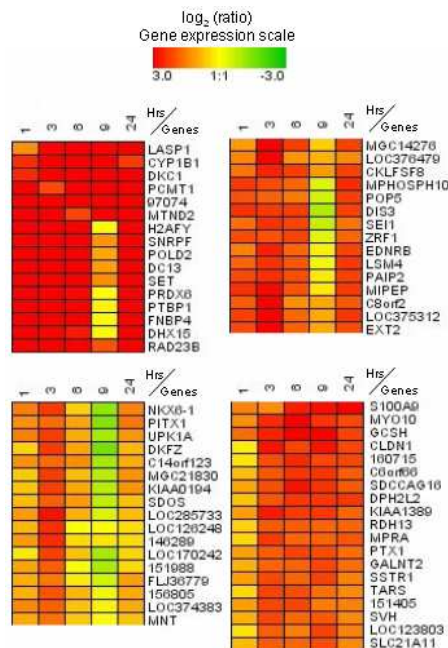 log2 (ratio)
Gene expression scale
3.0 1:1 -3.0
Hrs
Genes
1 3 6 9 24
LASP1
CYP1B1
DKC1
PCMT1
97074
MTND2
H2AFY
SNRPF
POLD2
DC13
SET
PRDX6
PTBP1
FNBP4
DHX15
RAD23B
Hrs
Genes
1 3 6 9 24
MGC14276
LOC376479
CKLFSF8
MPHOSPH10
POP5
DIS3
SEI1
ZRF1
EDNRB
LSM4
PAIP2
MIPEP
C8orf2
LOC375312
EXT2
Hrs
Genes
1 3 6 9 24
NKX6-1
PITX1
UPK1A
DKFZ
C14orf123
MGC21830
KIAA0194
SDOS
LOC285733
LOC126248
146289
LOC170242
151988
FLJ36779
156805
LOC374383
MNT
Hrs
Genes
1 3 6 9 24
S100A9
MYO10
GCSH
CLDN1
160715
C6orf66
SDCCAG16
DPH2L2
KIAA1389
RDH13
MPRA
PTX1
GALNT2
SSTR1
TARS
151405
SVH
LOC123803
SLC21A11